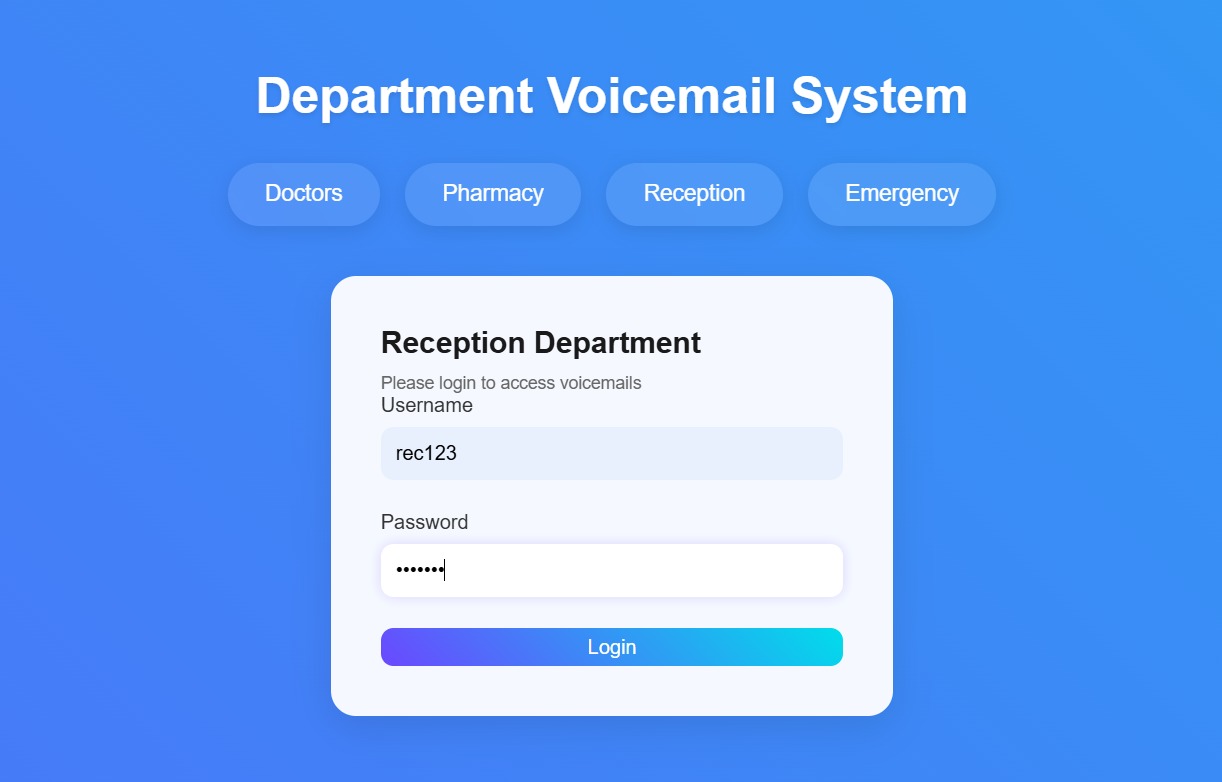 Department Voicemail System
Doctors Pharmacy Reception Emergency
Reception Department
Please login to access voicemails
Username
rec123
Password
•••••••
Login